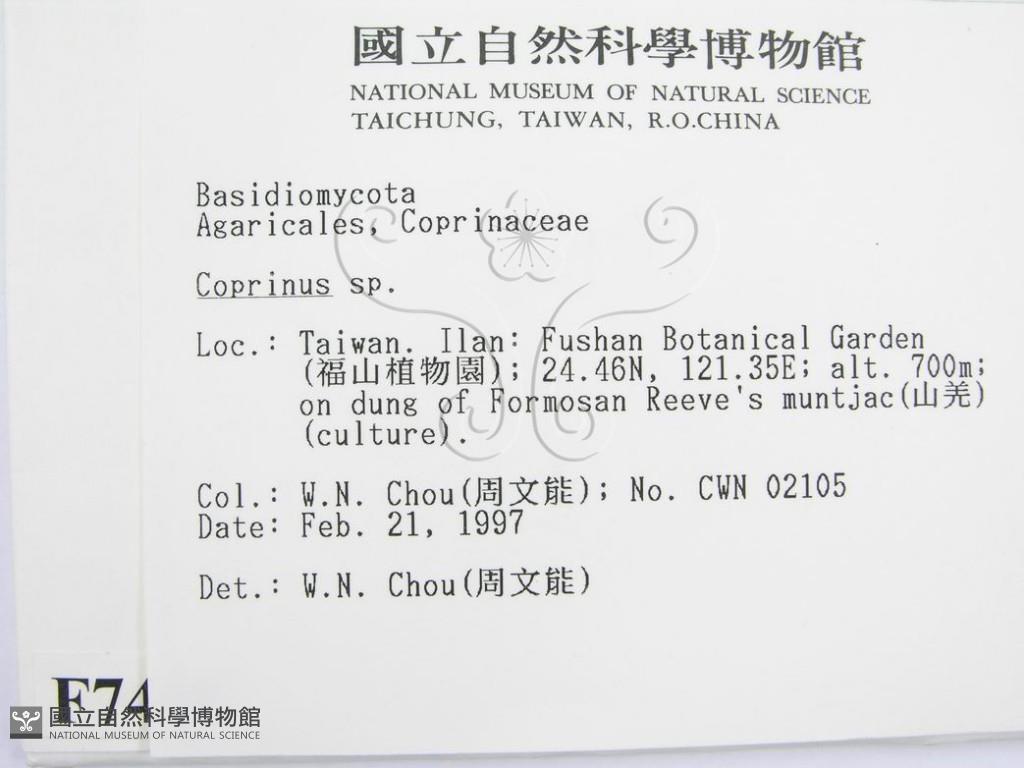 國立自然科學博物館
NATIONAL MUSEUM OF NATURAL SCIENCE
TAICHUNG, TAIWAN, R.O.CHINA
Basidiomycota
Agaricales, Coprinaceae
Coprinus sp.
Loc.: Taiwan. Ilan: Fushan Botanical Garden
(福山植物園); 24.46N, 121.35E; alt. 700m;
on dung of Formosan Reeve's muntjac(山羌)
(culture).
Col.: W.N. Chou(周文能); No. CWN 02105
Date: Feb. 21, 1997
Det.: W.N. Chou(周文能)
F74
國立自然科學博物館
NATIONAL MUSEUM OF NATURAL SCIENCE